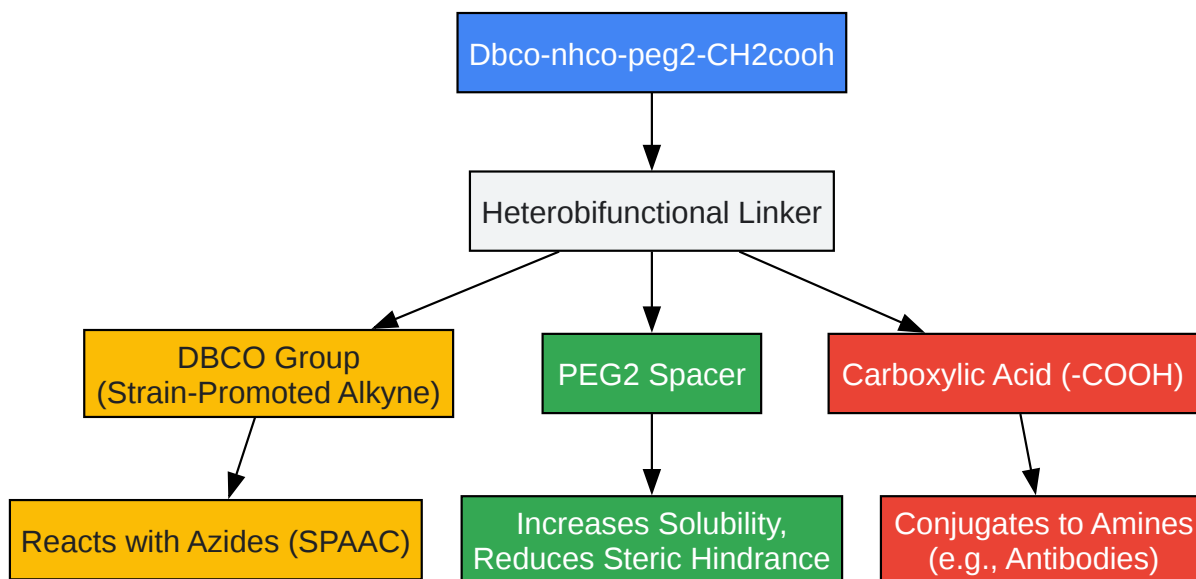 Dbco-nhco-peg2-CH2cooh
Heterobifunctional Linker
DBCO Group
(Strain-Promoted Alkyne)
PEG2 Spacer
Carboxylic Acid (-COOH)
Reacts with Azides (SPAAC)
Increases Solubility,
Reduces Steric Hindrance
Conjugates to Amines
(e.g., Antibodies)